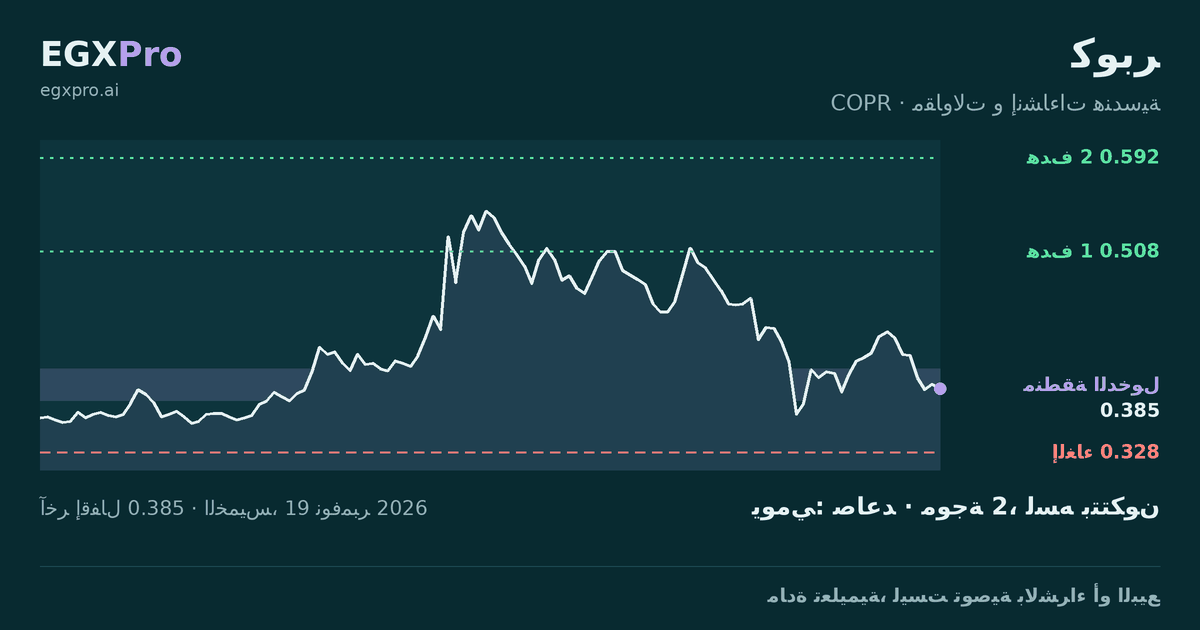 EGXPro
egxpro.ai
كوبر
COPR · مقاولات و إنشاءات هندسية
هدف 2 0.592
هدف 1 0.508
منطقة الدخول
0.385
إلغاء 0.328
يومي: صاعد · موجة 2، لسه بتتكون
آخر إقفال 0.385 · الخميس، 19 نوفمبر 2026
مادة تعليمية، ليست توصية بالشراء أو البيع